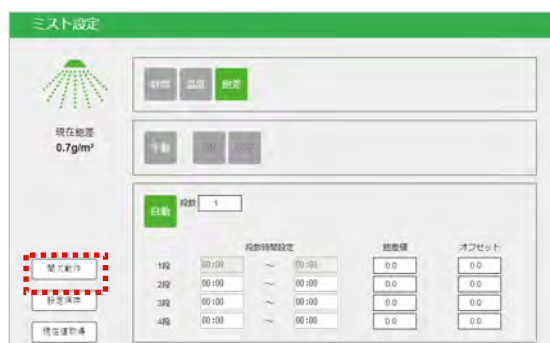 ミスト設定
時間 温度 飽差
現在飽差
0.7g/m³
手動
自動 段数 1
段数時間設定 飽差値 オフセット
間欠動作
1段 00:00 ～ 00:00 0.0 0.0
設定保存
2段 00:00 ～ 00:00 0.0 0.0
3段 00:00 ～ 00:00 0.0 0.0
現在値取得
4段 00:00 ～ 00:00 0.0 0.0